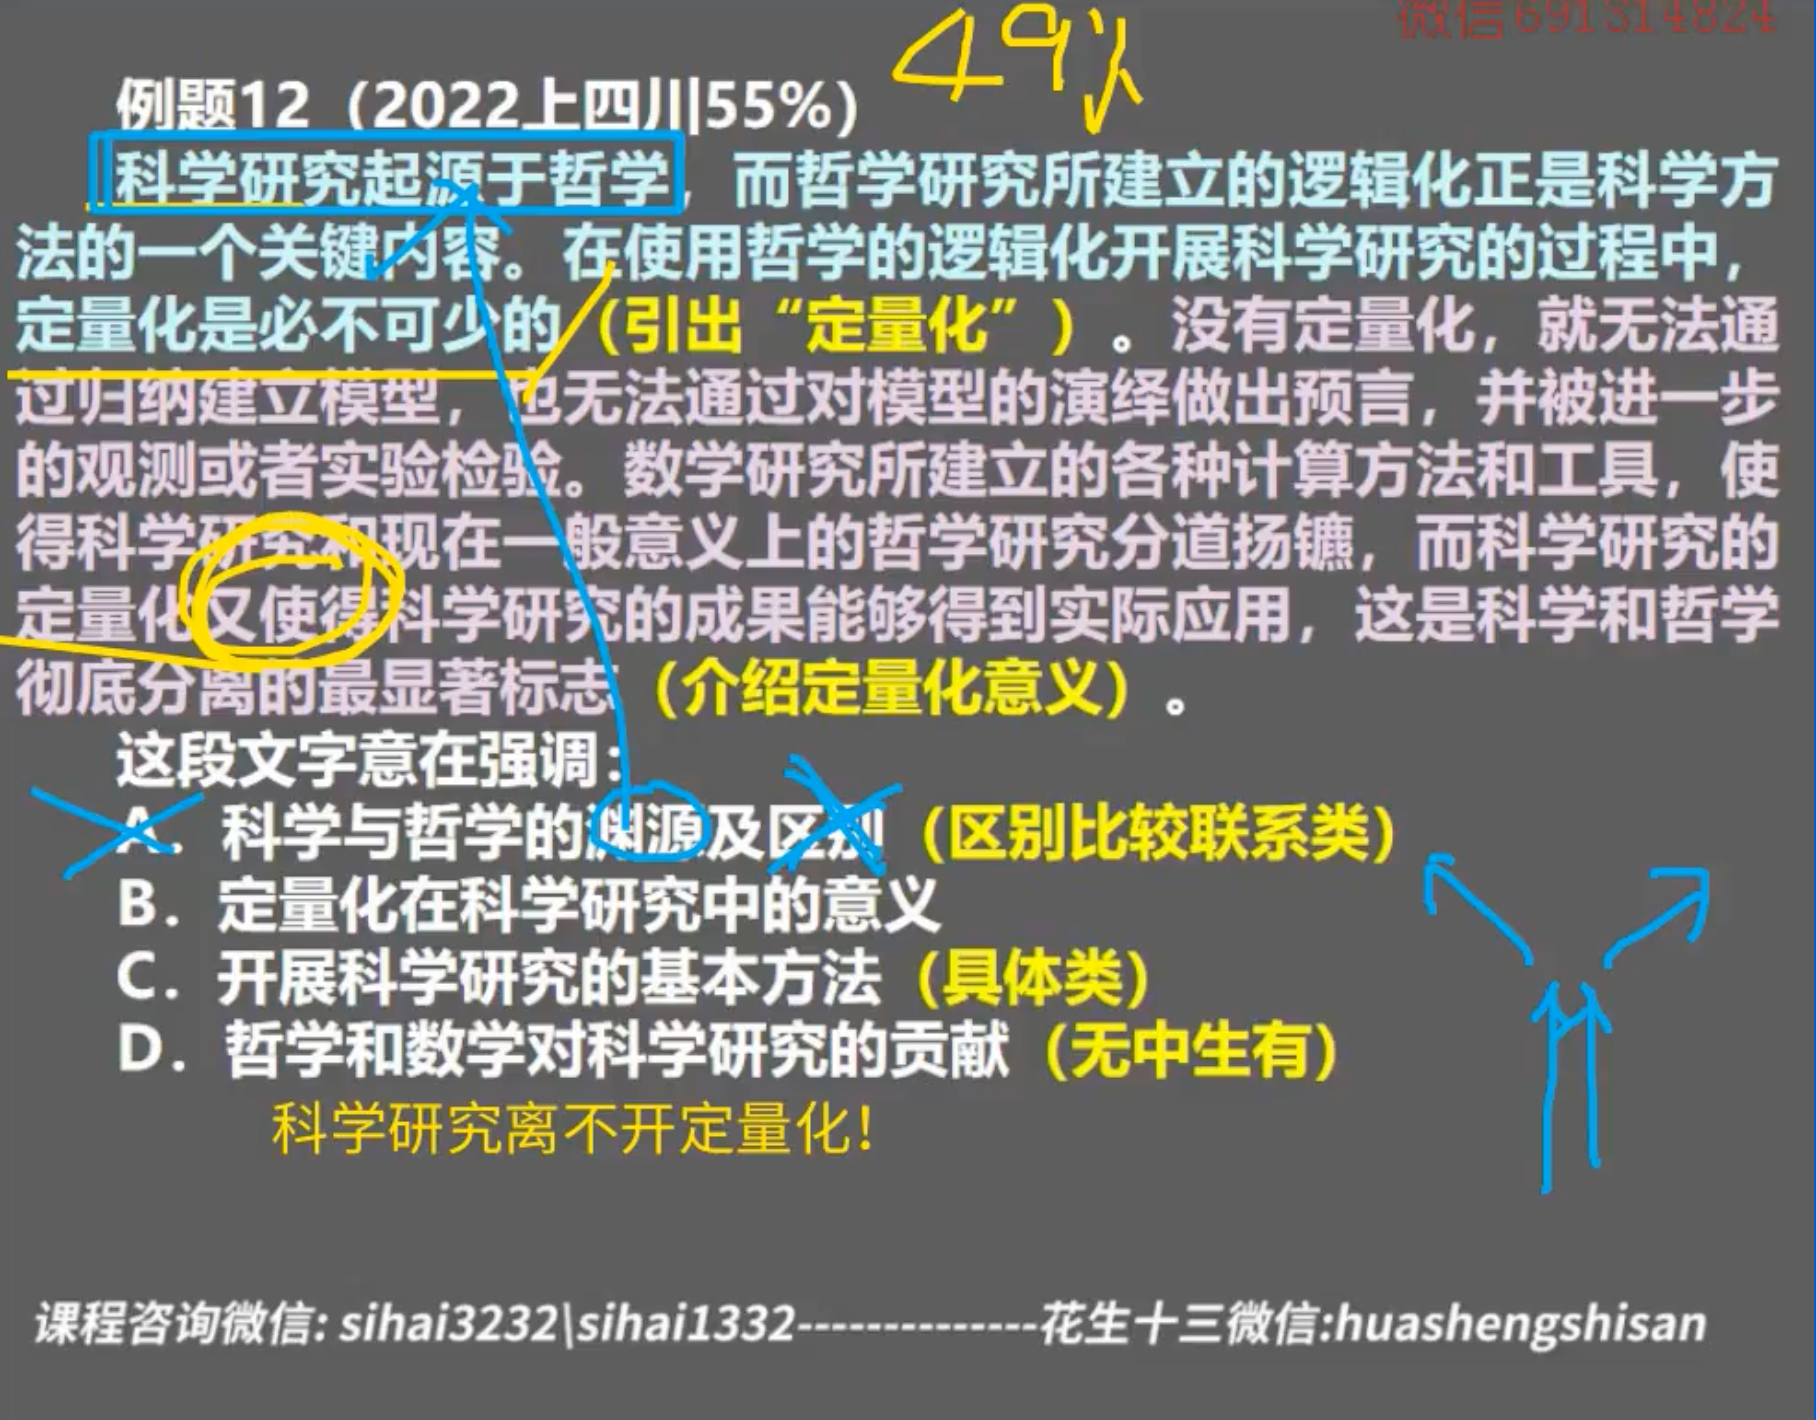 微信691314824
49%
例题12（2022上四川|55%）
科学研究起源于哲学，而哲学研究所建立的逻辑化正是科学方
法的一个关键内容。在使用哲学的逻辑化开展科学研究的过程中，
定量化是必不可少的（引出“定量化”）。没有定量化，就无法通
过归纳建立模型，也无法通过对模型的演绎做出预言，并被进一步
的观测或者实验检验。数学研究所建立的各种计算方法和工具，使
得科学研究和现在一般意义上的哲学研究分道扬镳，而科学研究的
定量化又使得科学研究的成果能够得到实际应用，这是科学和哲学
彻底分离的最显著标志（介绍定量化意义）。
这段文字意在强调：
A．科学与哲学的渊源及区别（区别比较联系类）
B．定量化在科学研究中的意义
C．开展科学研究的基本方法（具体类）
D．哲学和数学对科学研究的贡献（无中生有）
科学研究离不开定量化！
课程咨询微信: sihai3232\sihai1332--------------花生十三微信:huashengshisan